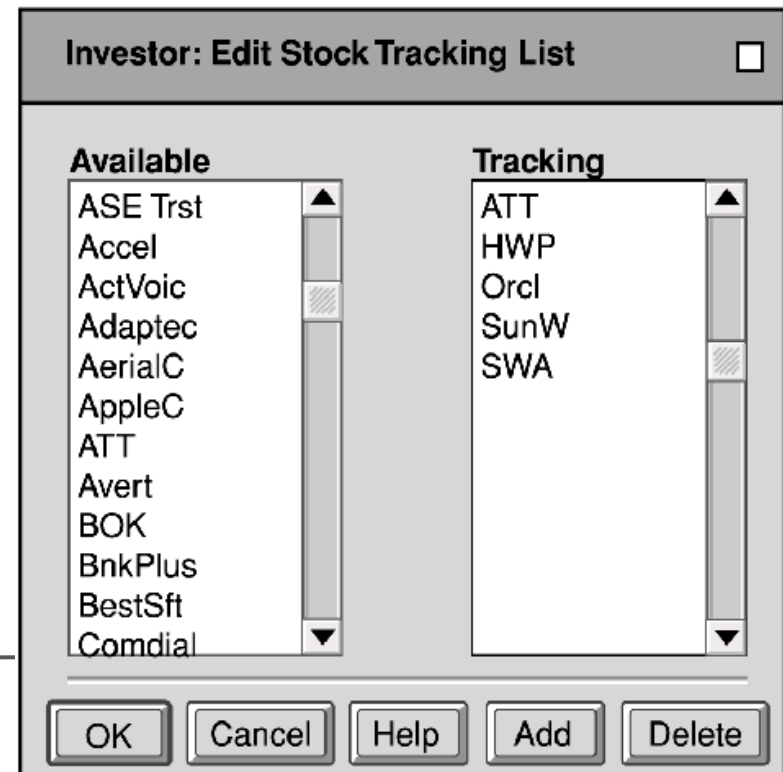 Investor: Edit Stock Tracking List
Available
ASE Trst
Accel
ActVoic
Adaptec
AerialC
AppleC
ATT
Avert
BOK
BnkPlus
BestSft
Comdial
Tracking
ATT
HWP
Orcl
SunW
SWA
OK Cancel Help Add Delete